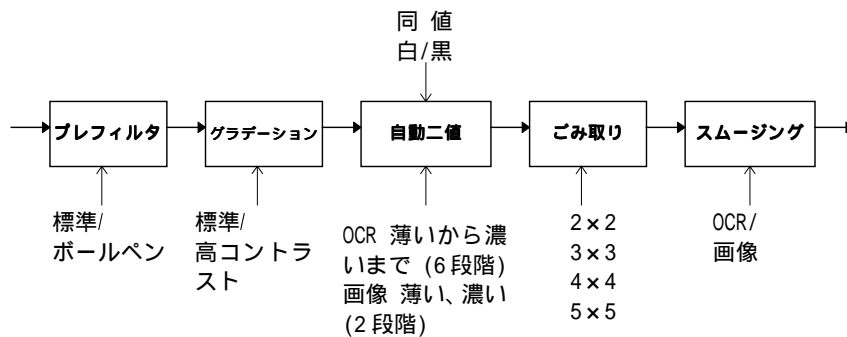 同 値
白/黒
プレフィルタ
グラデーション
自動二値
ごみ取り
スムージング
標準/
ボールペン
標準/
高コントラ
スト
OCR 薄いから濃
いまで (6段階)
画像 薄い、濃い
(2段階)
2×2
3×3
4×4
5×5
OCR/
画像